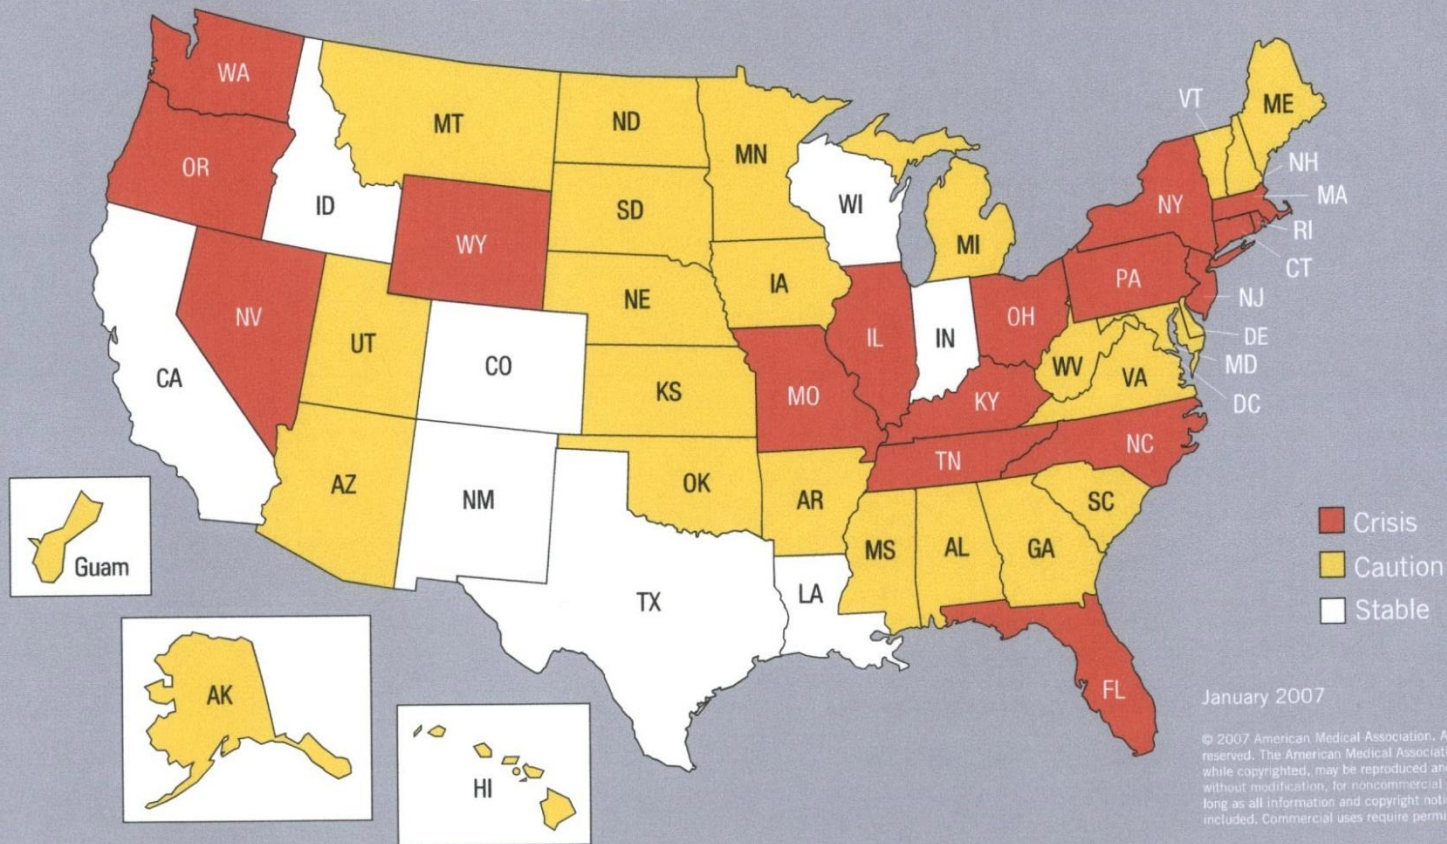 WA
MT
ND
MN
VT
ME
OR
ID
WY
SD
WI
MI
NY
NH
MA
RI
CT
NV
UT
CO
NE
IA
IL
IN
OH
PA
NJ
DE
MD
DC
CA
KS
MO
KY
WV
VA
AZ
NM
OK
AR
TN
NC
SC
MS
AL
GA
TX
LA
FL
Guam
AK
HI
Crisis
Caution
Stable
January 2007
© 2007 American Medical Association. A
reserved. The American Medical Associati
while copyrighted, may be reproduced an
without modification, for noncommercial
long as all information and copyright noti
included. Commercial uses require permi